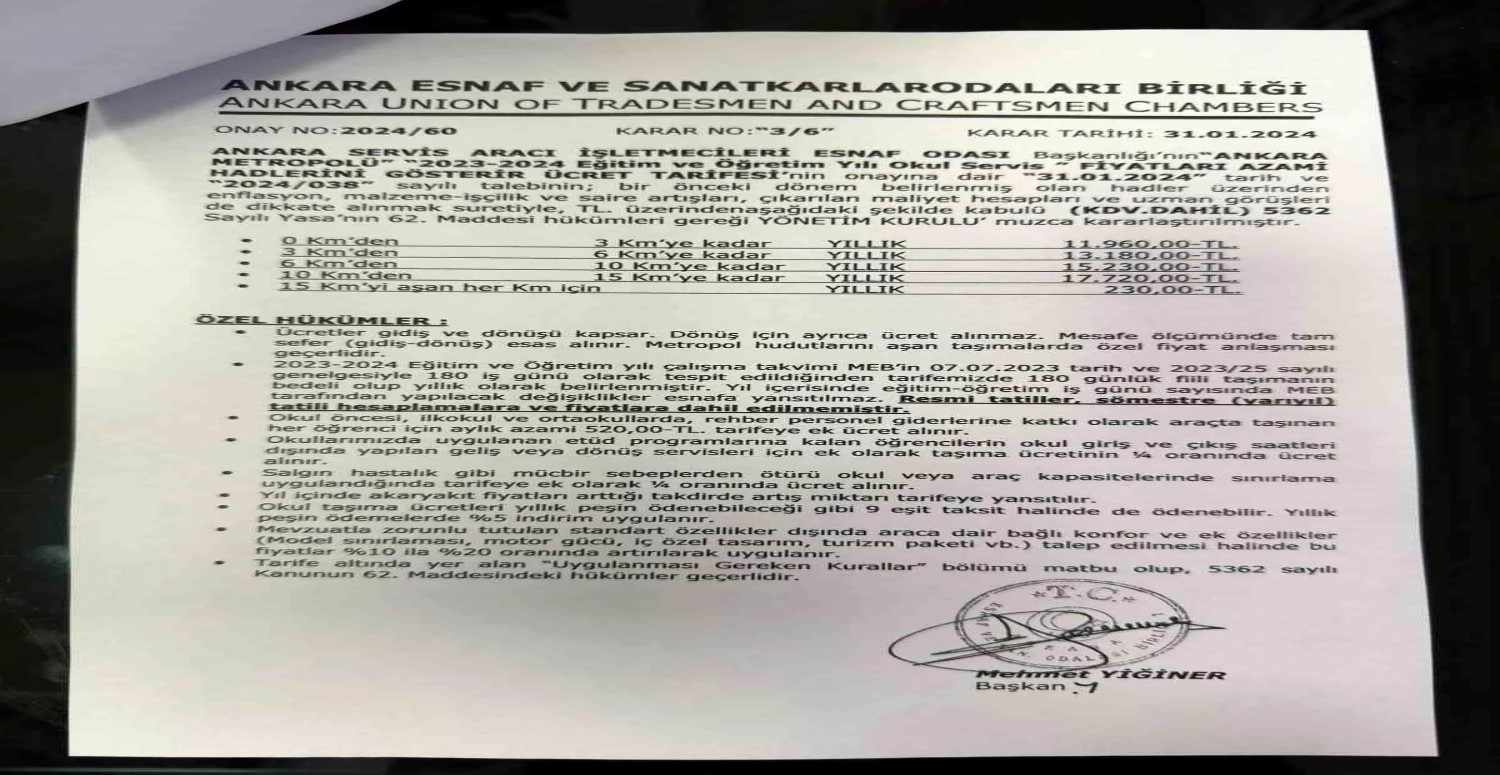 ANKARA ESNAF VE SANATKARLARODALARI BİRLİĞİ
ANKARA UNION OF TRADESMEN AND CRAFTSMEN CHAMBERS
ONAY NO:2024/60 KARAR NO:"3/6" KARAR TARİHİ: 31.01.2024
ANKARA SERVİS ARACI İŞLETMECİLERİ ESNAF ODASI Başkanlığı'nın"ANKARA
METROPOLÜ" "2023-2024 Eğitim ve Öğretim Yılı Okul Servis " FİYATLARI AZAMİ
HADLERİNİ GÖSTERİR ÜCRET TARİFESİ'nin onayına dair "31.01.2024" tarih ve
"2024/038" sayılı talebinin; bir önceki dönem belirlenmiş olan hadler üzerinden
enflasyon, malzeme-işçilik ve saire artışları, çıkarılan maliyet hesapları ve uzman görüşleri
de dikkate alınmak suretiyle, TL. üzerindenaşağıdaki şekilde kabulü (KDV.DAHİL) 5362
Sayılı Yasa'nın 62. Maddesi hükümleri gereği YÖNETİM KURULU' muzca kararlaştırılmıştır.
• 0 Km'den 3 Km'ye kadar YILLIK 11.960,00-TL.
• 3 Km'den 6 Km'ye kadar YILLIK 13.180,00-TL.
• 6 Km'den 10 Km'ye kadar YILLIK 15.230,00-TL.
• 10 Km'den 15 Km'ye kadar YILLIK 17.720,00-TL.
• 15 Km'yi aşan her Km için YILLIK 230,00-TL.
ÖZEL HÜKÜMLER :
• Ücretler gidiş ve dönüşü kapsar. Dönüş için ayrıca ücret alınmaz. Mesafe ölçümünde tam
sefer (gidiş-dönüş) esas alınır. Metropol hudutlarını aşan taşımalarda özel fiyat anlaşması
geçerlidir.
• 2023-2024 Eğitim ve Öğretim yılı çalışma takvimi MEB'in 07.07.2023 tarih ve 2023/25 sayılı
genelgesiyle 180 iş günü olarak tespit edildiğinden tarifemizde 180 günlük fiili taşımanın
bedeli olup yıllık olarak belirlenmiştir. Yıl içerisinde eğitim-öğretim iş günü sayısında MEB
tarafından yapılacak değişiklikler esnafa yansıtılmaz. Resmi tatiller, sömestre (yarıyıl)
tatili hesaplamalara ve fiyatlara dahil edilmemiştir.
• Okul öncesi, ilkokul ve ortaokullarda, rehber personel giderlerine katkı olarak araçta taşınan
her öğrenci için aylık azami 520,00-TL. tarifeye ek ücret alınır.
• Okullarımızda uygulanan etüd programlarına kalan öğrencilerin okul giriş ve çıkış saatleri
dışında yapılan geliş veya dönüş servisleri için ek olarak taşıma ücretinin ¼ oranında ücret
alınır.
• Salgın hastalık gibi mücbir sebeplerden ötürü okul veya araç kapasitelerinde sınırlama
uygulandığında tarifeye ek olarak ¼ oranında ücret alınır.
• Yıl içinde akaryakıt fiyatları arttığı takdirde artış miktarı tarifeye yansıtılır.
• Okul taşıma ücretleri yıllık peşin ödenebileceği gibi 9 eşit taksit halinde de ödenebilir. Yıllık
peşin ödemelerde %5 indirim uygulanır.
• Mevzuatla zorunlu tutulan standart özellikler dışında araca dair bağlı konfor ve ek özellikler
(Model sınırlaması, motor gücü, iç özel tasarım, turizm paketi vb.) talep edilmesi halinde bu
fiyatlar %10 ila %20 oranında artırılarak uygulanır.
• Tarife altında yer alan "Uygulanması Gereken Kurallar" bölümü matbu olup, 5362 sayılı
Kanunun 62. Maddesindeki hükümler geçerlidir.
T.C.
ODALARI BİRLİĞİ
Mehmet YİĞİNER
Başkan